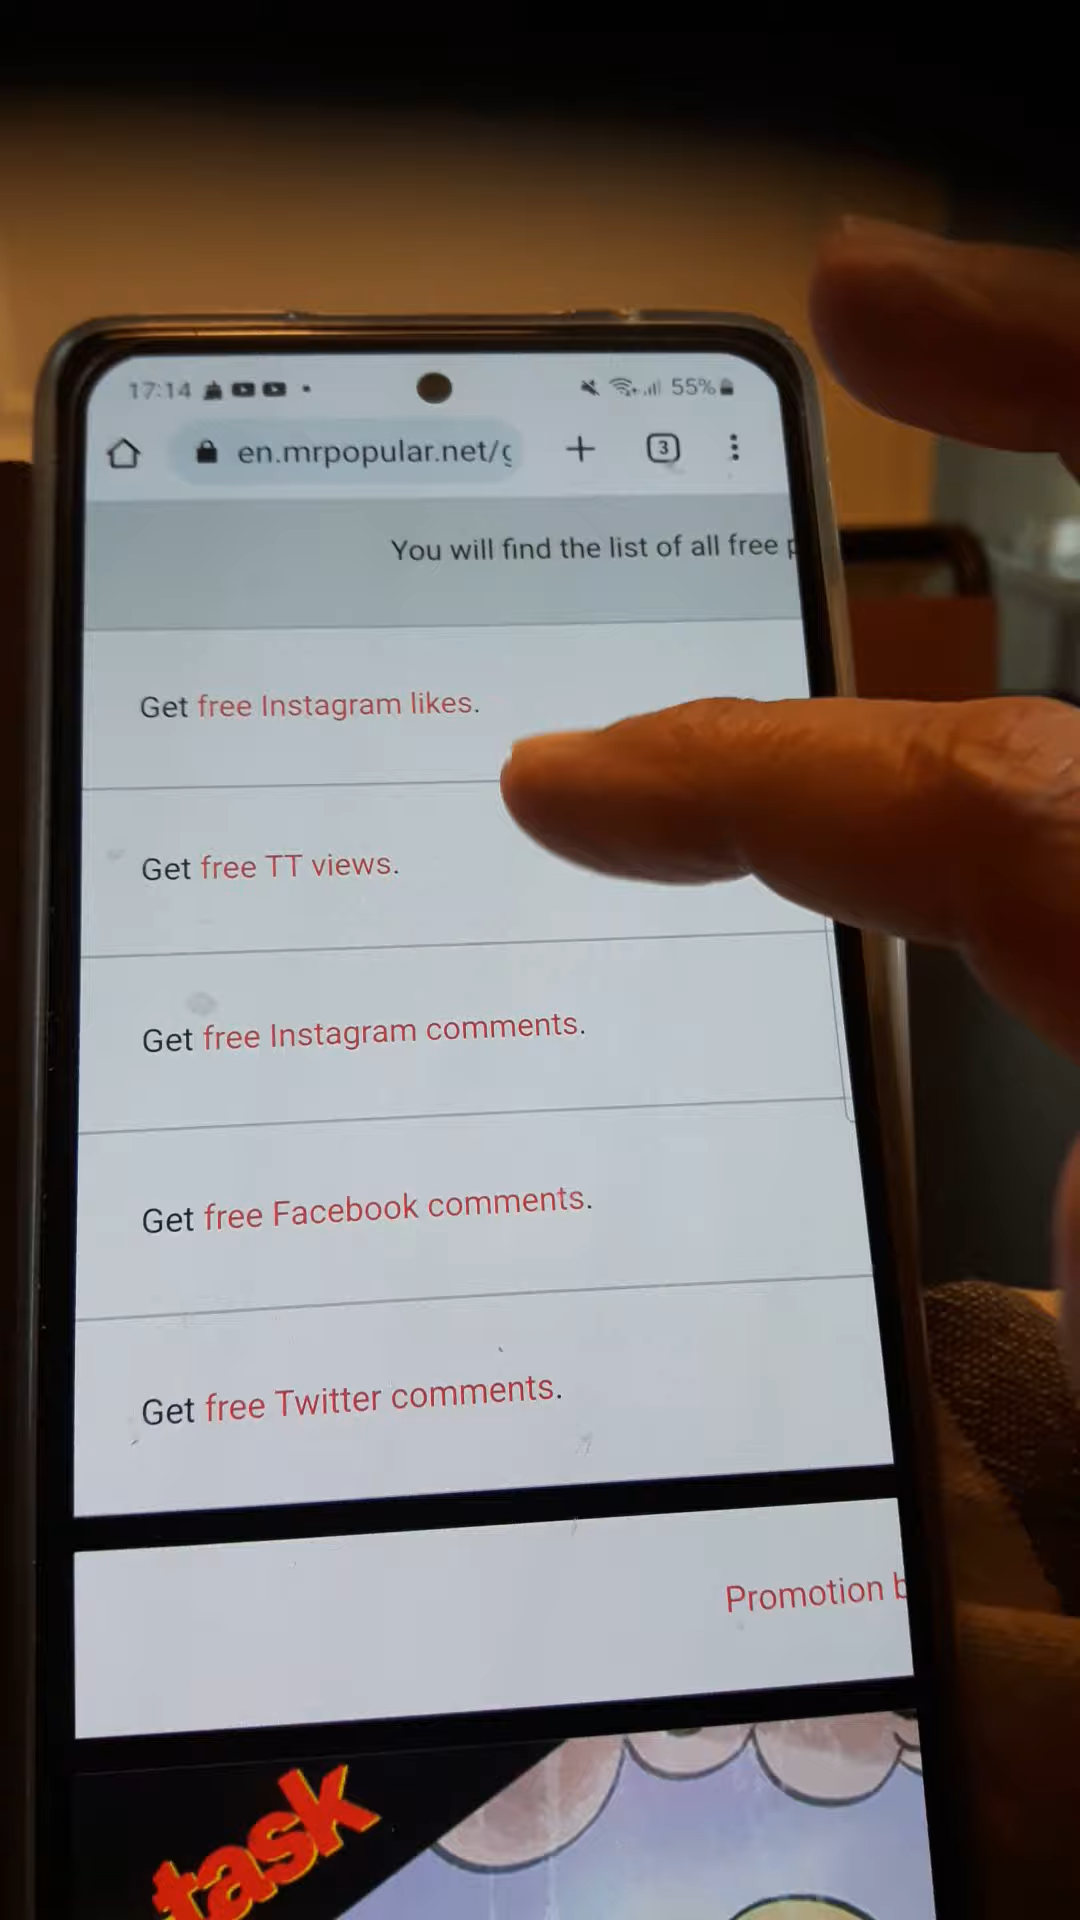 17:14
55%
en.mrpopular.net/g
3
You will find the list of all free p
Get free Instagram likes.
Get free TT views.
Get free Instagram comments.
Get free Facebook comments.
Get free Twitter comments.
Promotion b
task